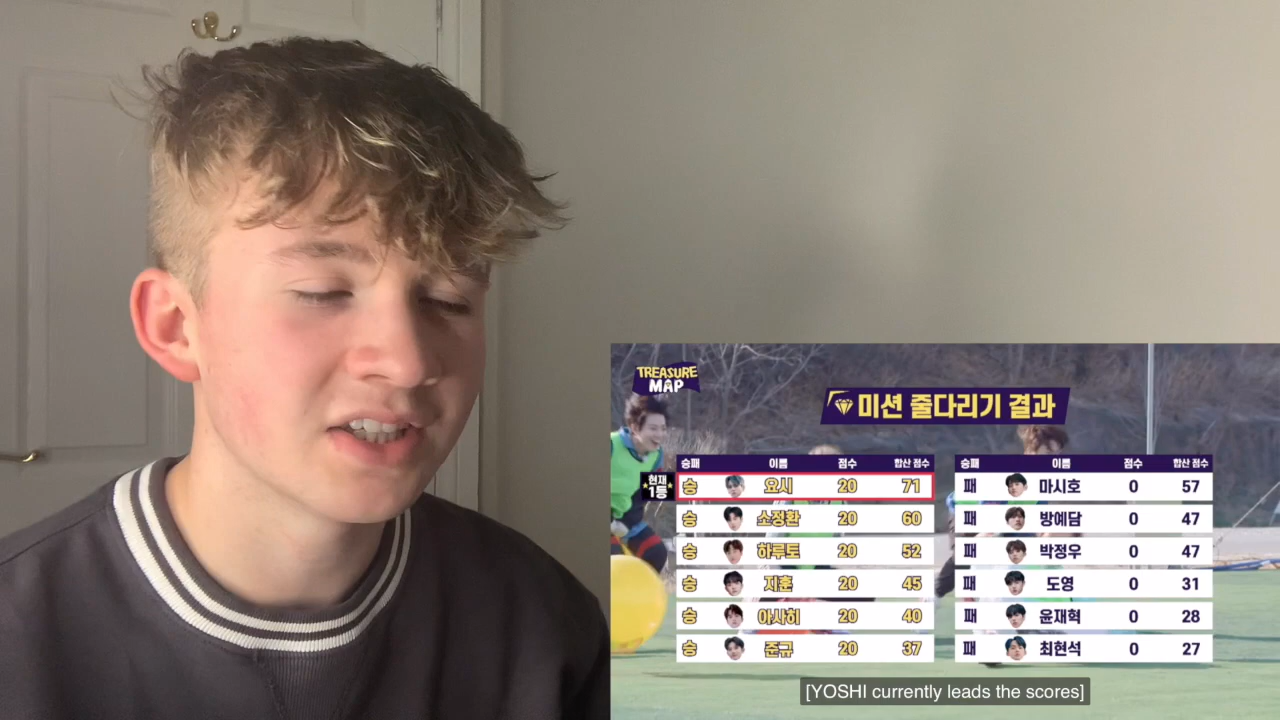 TREASURE
MAP
미션 줄다리기 결과
승패 이름 점수 합산 점수
현재
1등
승 요시 20 71
승 소정환 20 60
승 하루토 20 52
승 지훈 20 45
승 아사히 20 40
승 준규 20 37
승패 이름 점수 합산 점수
패 마시호 0 57
패 방예담 0 47
패 박정우 0 47
패 도영 0 31
패 윤재혁 0 28
패 최현석 0 27
[YOSHI currently leads the scores]